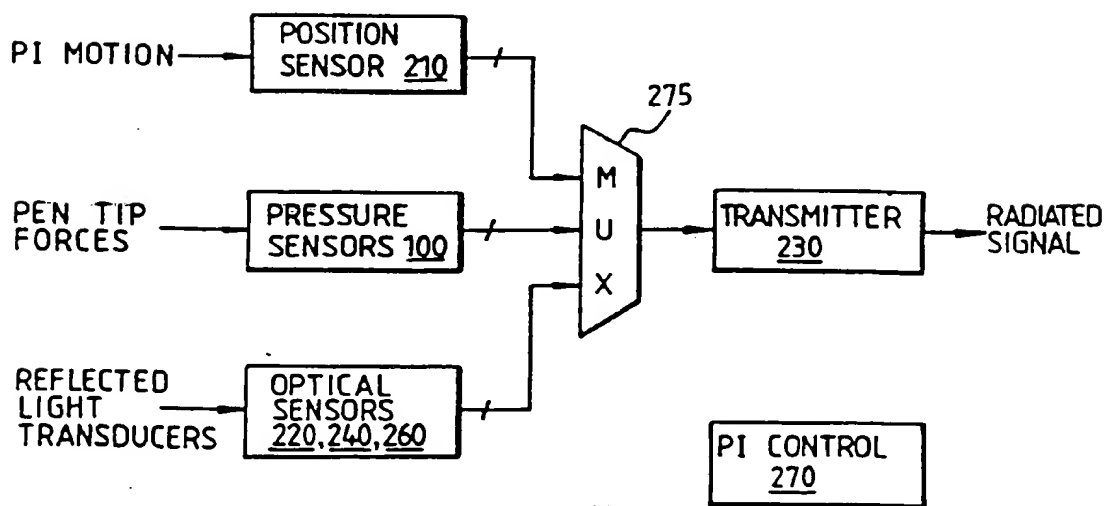 PI MOTION
POSITION
SENSOR 210
275
PEN TIP
FORCES
PRESSURE
SENSORS 100
M
U
X
TRANSMITTER
230
RADIATED
SIGNAL
REFLECTED
LIGHT
TRANSDUCERS
OPTICAL
SENSORS
220, 240, 260
PI CONTROL
270